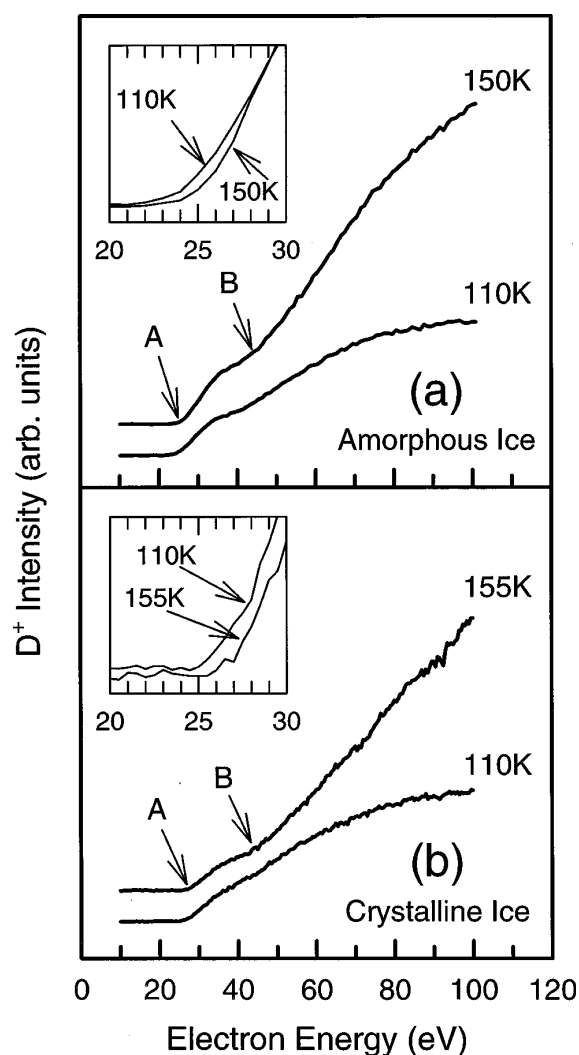 D⁺ Intensity (arb. units)
110K
150K
20 25 30
150K
110K
A
B
(a)
Amorphous Ice
110K
155K
20 25 30
155K
110K
A
B
(b)
Crystalline Ice
0 20 40 60 80 100 120
Electron Energy (eV)